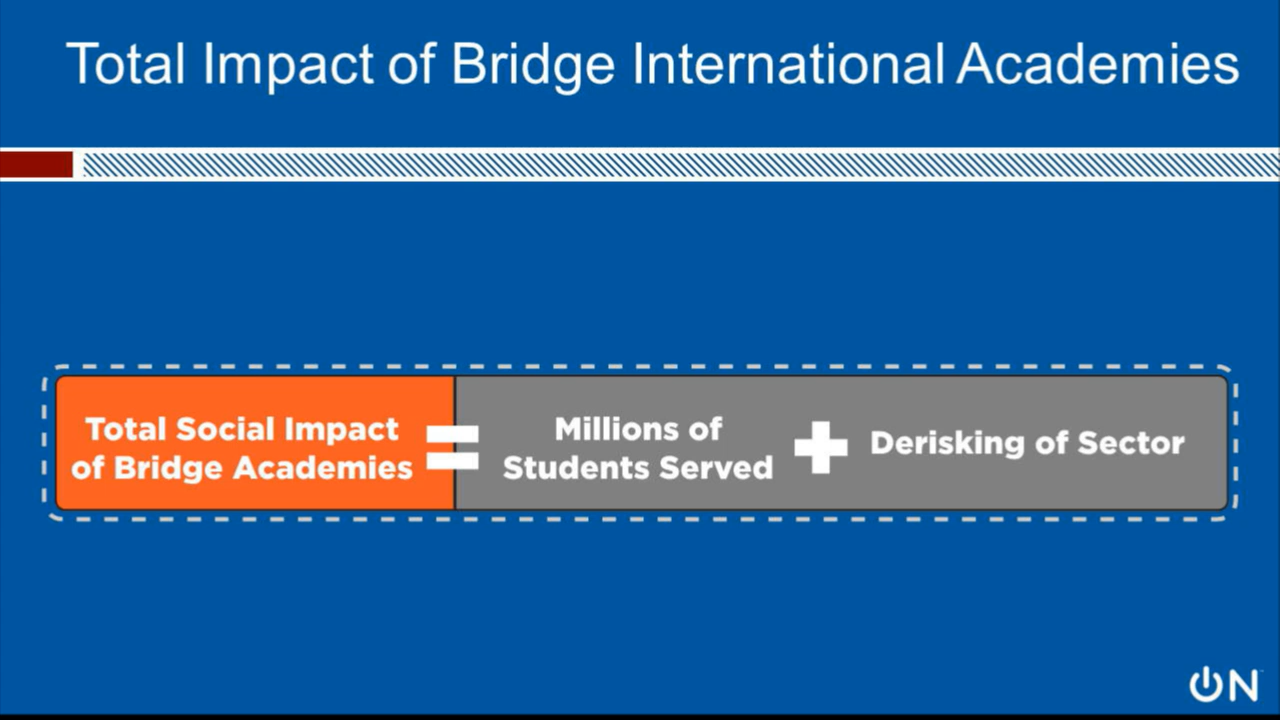 Total Impact of Bridge International Academies
Total Social Impact
of Bridge Academies
=
Millions of
Students Served
+
Derisking of Sector
ON